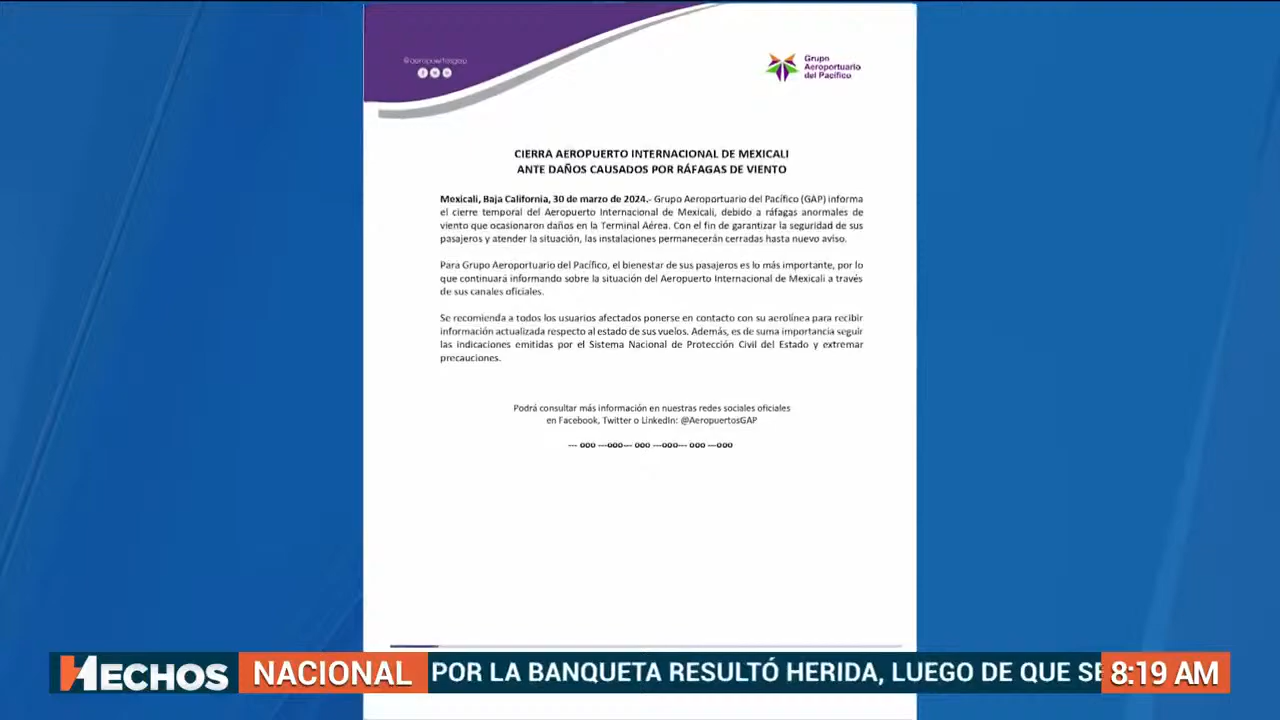 @aeropuertosgap
Grupo
Aeroportuario
del Pacífico
CIERRA AEROPUERTO INTERNACIONAL DE MEXICALI
ANTE DAÑOS CAUSADOS POR RÁFAGAS DE VIENTO
Mexicali, Baja California, 30 de marzo de 2024.- Grupo Aeroportuario del Pacífico (GAP) informa
el cierre temporal del Aeropuerto Internacional de Mexicali, debido a ráfagas anormales de
viento que ocasionaron daños en la Terminal Aérea. Con el fin de garantizar la seguridad de sus
pasajeros y atender la situación, las instalaciones permanecerán cerradas hasta nuevo aviso.
Para Grupo Aeroportuario del Pacífico, el bienestar de sus pasajeros es lo más importante, por lo
que continuará informando sobre la situación del Aeropuerto Internacional de Mexicali a través
de sus canales oficiales.
Se recomienda a todos los usuarios afectados ponerse en contacto con su aerolínea para recibir
información actualizada respecto al estado de sus vuelos. Además, es de suma importancia seguir
las indicaciones emitidas por el Sistema Nacional de Protección Civil del Estado y extremar
precauciones.
Podrá consultar más información en nuestras redes sociales oficiales
en Facebook, Twitter o LinkedIn: @AeropuertosGAP
--- 000 ---000--- 000 ---000--- 000 ---000
HECHOS NACIONAL POR LA BANQUETA RESULTÓ HERIDA, LUEGO DE QUE SE 8:19 AM